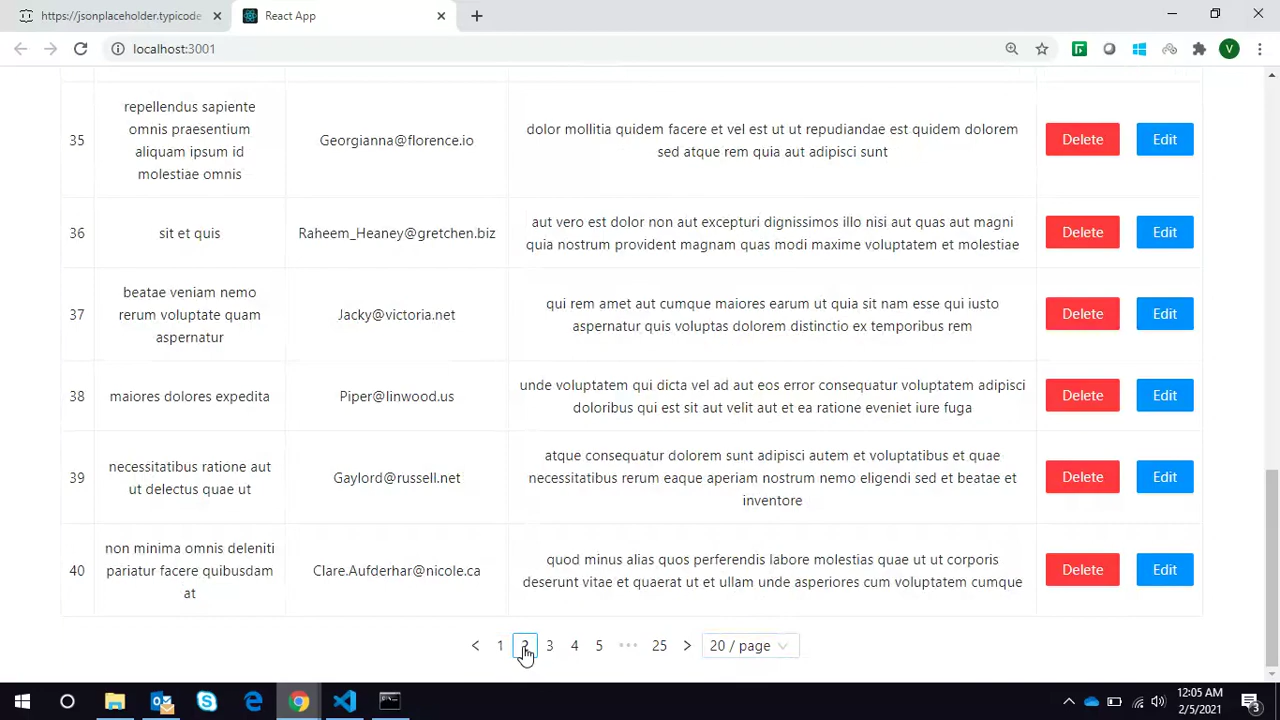 https://jsonplaceholder.typicode
React App
localhost:3001
35
repellendus sapiente
omnis praesentium
aliquam ipsum id
molestiae omnis
Georgianna@florence.io
dolor mollitia quidem facere et vel est ut ut repudiandae est quidem dolorem
sed atque rem quia aut adipisci sunt
Delete
Edit
36
sit et quis
Raheem_Heaney@gretchen.biz
aut vero est dolor non aut excepturi dignissimos illo nisi aut quas aut magni
quia nostrum provident magnam quas modi maxime voluptatem et molestiae
Delete
Edit
37
beatae veniam nemo
rerum voluptate quam
aspernatur
Jacky@victoria.net
qui rem amet aut cumque maiores earum ut quia sit nam esse qui iusto
aspernatur quis voluptas dolorem distinctio ex temporibus rem
Delete
Edit
38
maiores dolores expedita
Piper@linwood.us
unde voluptatem qui dicta vel ad aut eos error consequatur voluptatem adipisci
doloribus qui est sit aut velit aut et ea ratione eveniet iure fuga
Delete
Edit
39
necessitatibus ratione aut
ut delectus quae ut
Gaylord@russell.net
atque consequatur dolorem sunt adipisci autem et voluptatibus et quae
necessitatibus rerum eaque aperiam nostrum nemo eligendi sed et beatae et
inventore
Delete
Edit
40
non minima omnis deleniti
pariatur facere quibusdam
at
Clare.Aufderhar@nicole.ca
quod minus alias quos perferendis labore molestias quae ut ut corporis
deserunt vitae et quaerat ut et ullam unde asperiores cum voluptatem cumque
Delete
Edit
1 2 3 4 5 ••• 25 20 / page
12:05 AM
2/5/2021
3
V